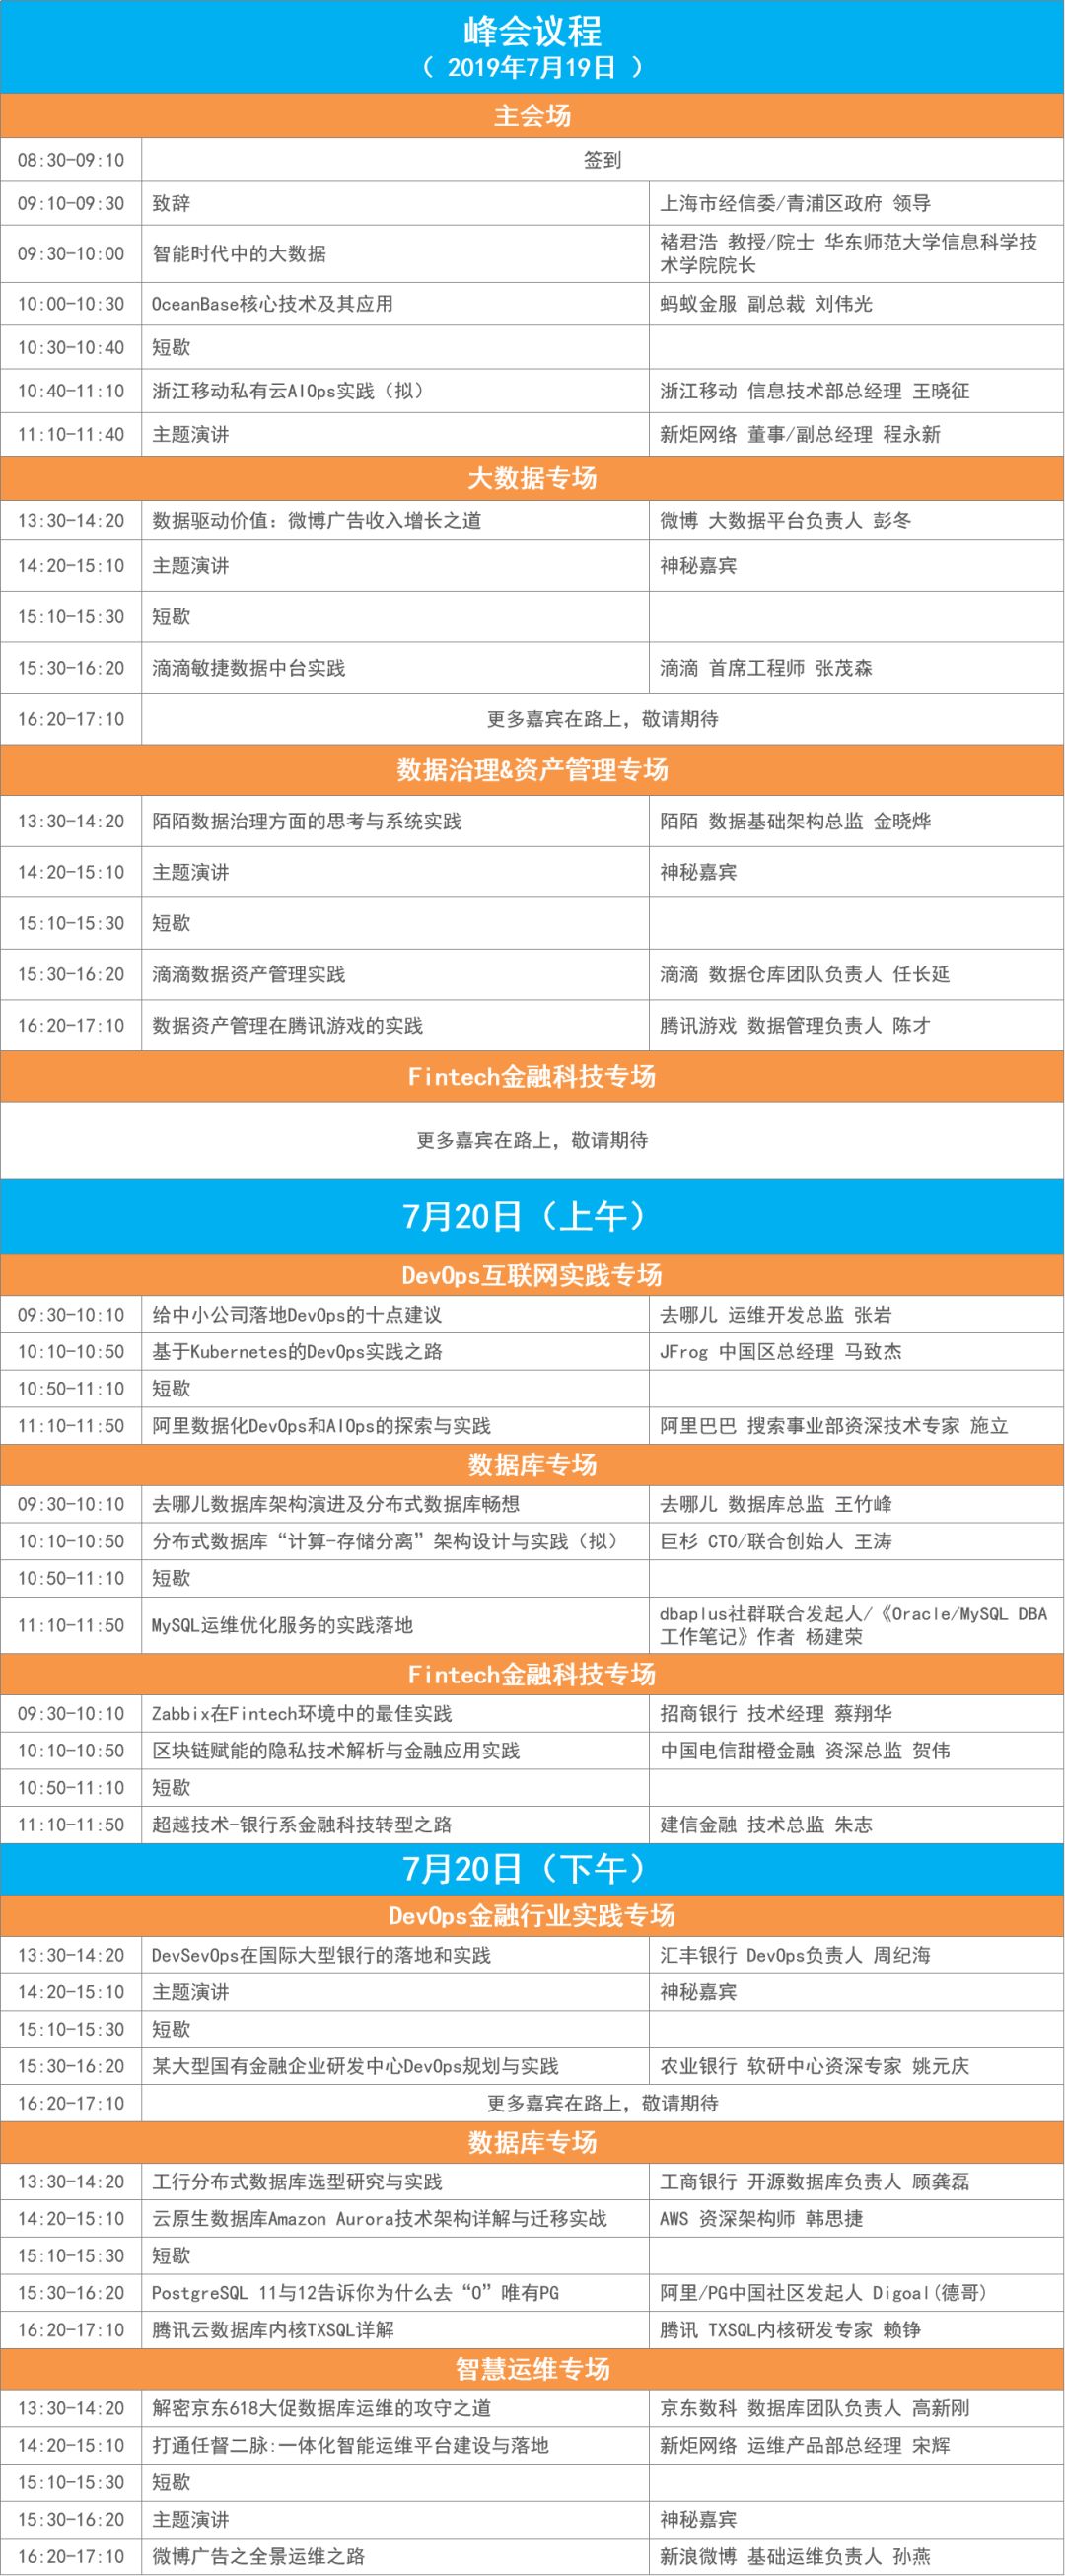 峰会议程
（ 2019年7月19日 ）
主会场
08:30-09:10 签到
09:10-09:30 致辞 上海市经信委/青浦区政府 领导
09:30-10:00 智能时代中的大数据 褚君浩 教授/院士 华东师范大学信息科学技
术学院院长
10:00-10:30 OceanBase核心技术及其应用 蚂蚁金服 副总裁 刘伟光
10:30-10:40 短歇
10:40-11:10 浙江移动私有云AIOps实践（拟） 浙江移动 信息技术部总经理 王晓征
11:10-11:40 主题演讲 新炬网络 董事/副总经理 程永新
大数据专场
13:30-14:20 数据驱动价值：微博广告收入增长之道 微博 大数据平台负责人 彭冬
14:20-15:10 主题演讲 神秘嘉宾
15:10-15:30 短歇
15:30-16:20 滴滴敏捷数据中台实践 滴滴 首席工程师 张茂森
16:20-17:10 更多嘉宾在路上，敬请期待
数据治理&资产管理专场
13:30-14:20 陌陌数据治理方面的思考与系统实践 陌陌 数据基础架构总监 金晓烨
14:20-15:10 主题演讲 神秘嘉宾
15:10-15:30 短歇
15:30-16:20 滴滴数据资产管理实践 滴滴 数据仓库团队负责人 任长延
16:20-17:10 数据资产管理在腾讯游戏的实践 腾讯游戏 数据管理负责人 陈才
Fintech金融科技专场
更多嘉宾在路上，敬请期待
7月20日（上午）
DevOps互联网实践专场
09:30-10:10 给中小公司落地DevOps的十点建议 去哪儿 运维开发总监 张岩
10:10-10:50 基于Kubernetes的DevOps实践之路 JFrog 中国区总经理 马致杰
10:50-11:10 短歇
11:10-11:50 阿里数据化DevOps和AIOps的探索与实践 阿里巴巴 搜索事业部资深技术专家 施立
数据库专场
09:30-10:10 去哪儿数据库架构演进及分布式数据库畅想 去哪儿 数据库总监 王竹峰
10:10-10:50 分布式数据库“计算-存储分离”架构设计与实践（拟） 巨杉 CTO/联合创始人 王涛
10:50-11:10 短歇
11:10-11:50 MySQL运维优化服务的实践落地 dbaplus社群联合发起人/《Oracle/MySQL DBA
工作笔记》作者 杨建荣
Fintech金融科技专场
09:30-10:10 Zabbix在Fintech环境中的最佳实践 招商银行 技术经理 蔡翔华
10:10-10:50 区块链赋能的隐私技术解析与金融应用实践 中国电信甜橙金融 资深总监 贺伟
10:50-11:10 短歇
11:10-11:50 超越技术-银行系金融科技转型之路 建信金融 技术总监 朱志
7月20日（下午）
DevOps金融行业实践专场
13:30-14:20 DevSevOps在国际大型银行的落地和实践 汇丰银行 DevOps负责人 周纪海
14:20-15:10 主题演讲 神秘嘉宾
15:10-15:30 短歇
15:30-16:20 某大型国有金融企业研发中心DevOps规划与实践 农业银行 软研中心资深专家 姚元庆
16:20-17:10 更多嘉宾在路上，敬请期待
数据库专场
13:30-14:20 工行分布式数据库选型研究与实践 工商银行 开源数据库负责人 顾龚磊
14:20-15:10 云原生数据库Amazon Aurora技术架构详解与迁移实战 AWS 资深架构师 韩思捷
15:10-15:30 短歇
15:30-16:20 PostgreSQL 11与12告诉你为什么去“O”唯有PG 阿里/PG中国社区发起人 Digoal(德哥)
16:20-17:10 腾讯云数据库内核TXSQL详解 腾讯 TXSQL内核研发专家 赖铮
智慧运维专场
13:30-14:20 解密京东618大促数据库运维的攻守之道 京东数科 数据库团队负责人 高新刚
14:20-15:10 打通任督二脉:一体化智能运维平台建设与落地 新炬网络 运维产品部总经理 宋辉
15:10-15:30 短歇
15:30-16:20 主题演讲 神秘嘉宾
16:20-17:10 微博广告之全景运维之路 新浪微博 基础运维负责人 孙燕